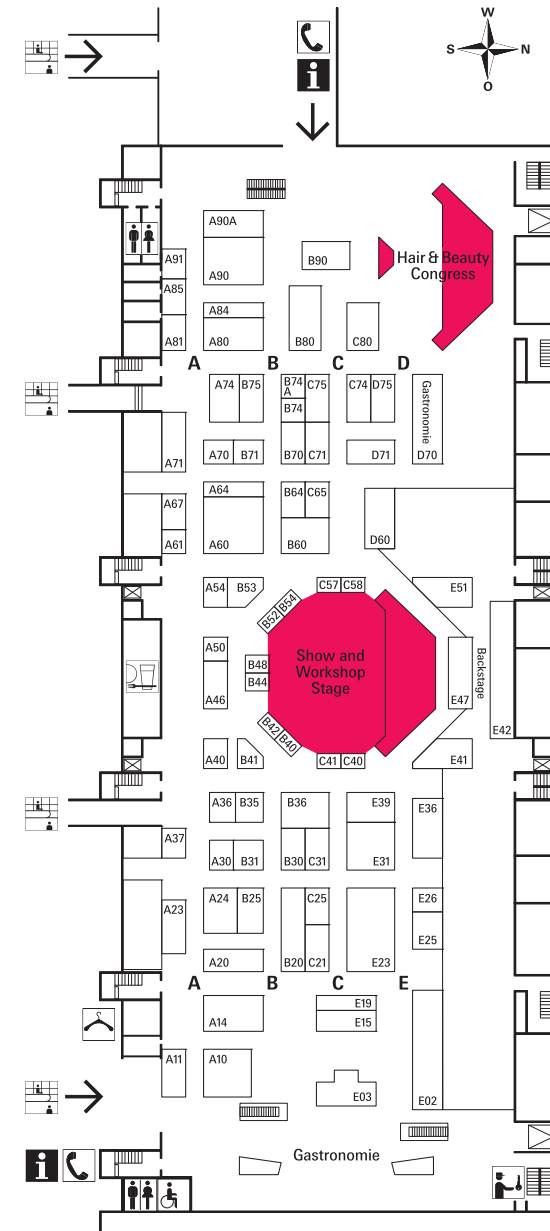 W
S N
O
i
A90A
A90
B90
Hair & Beauty
Congress
A91
A85
A84
A81
A80
B80
C80
A B C D
A74 B75
B74
A
C75
C74 D75
B74
Gastronomie
A70 B71
B70 C71
D71
D70
A71
A64
B64 C65
A67
A61
A60
B60
D60
A54 B53
C57 C58
E51
B52 B54
A50
B48
B44
Show and
Workshop
Stage
Backstage
A46
E47
E42
B42 B40
A40 B41
C41 C40
E41
A36 B35
B36
E39
E36
A37
A30 B31
B30 C31
E31
A24 B25
C25
E26
A23
E25
A20
B20 C21
E23
A B C E
E19
A14
E15
A11
A10
E03
E02
i
Gastronomie